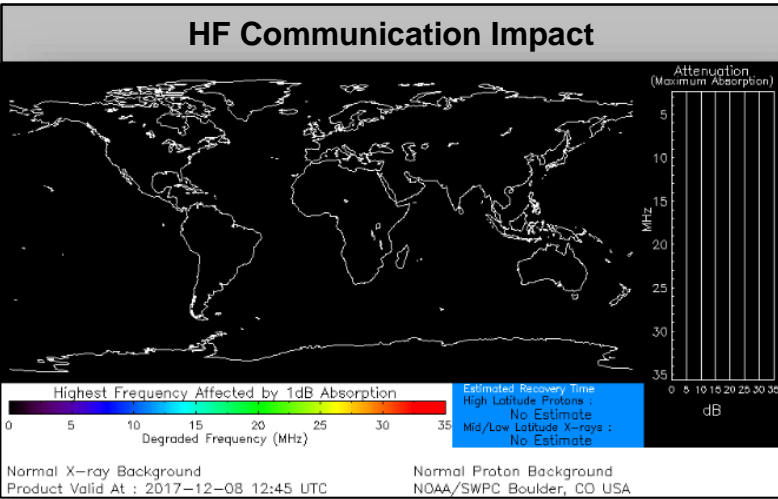 HF Communication Impact
Attenuation
(Maximum Absorption)
5
10
15
20
25
30
35
MHz
0 5 10 15 20 25 30 35
dB
Highest Frequency Affected by 1dB Absorption
0 5 10 15 20 25 30 35
Degraded Frequency (MHz)
Estimated Recovery Time
High Latitude Protons :
No Estimate
Mid/Low Latitude X-rays :
No Estimate
Normal X-ray Background
Normal Proton Background
Product Valid At : 2017-12-08 12:45 UTC
NOAA/SWPC Boulder, CO USA